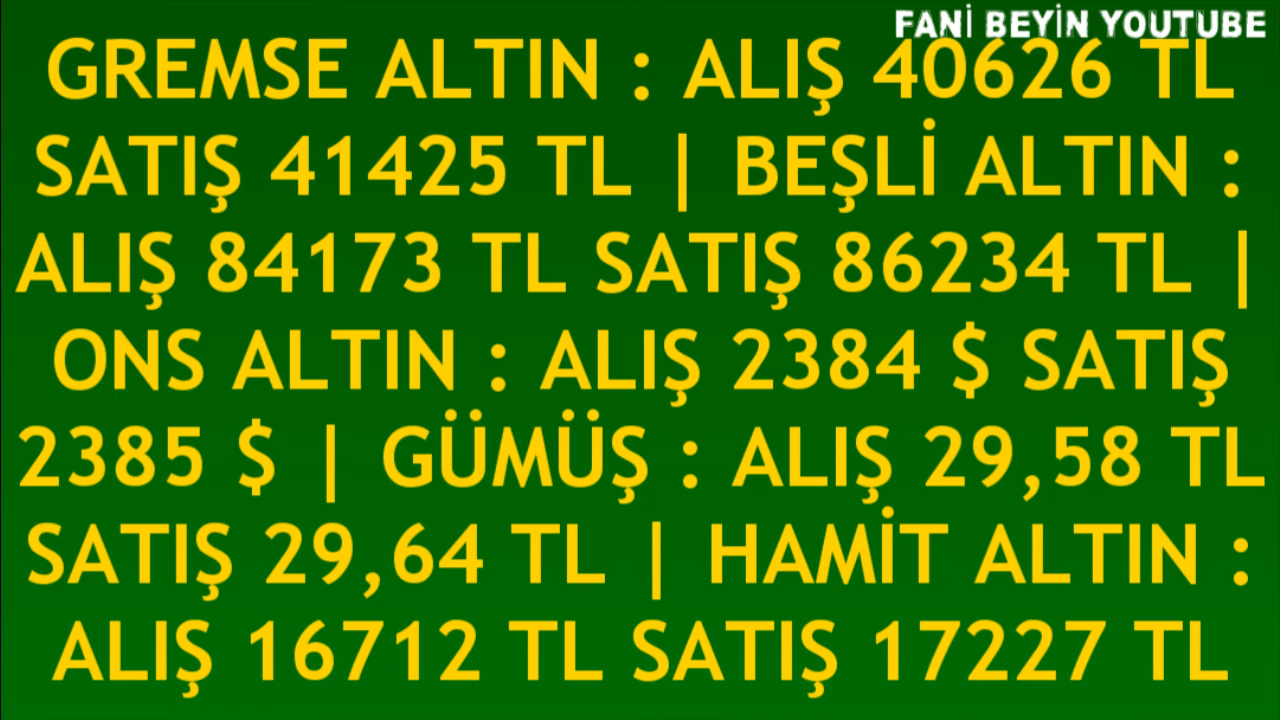 FANİ BEYİN YOUTUBE
GREMSE ALTIN : ALIŞ 40626 TL
SATIŞ 41425 TL | BEŞLİ ALTIN :
ALIŞ 84173 TL SATIŞ 86234 TL |
ONS ALTIN : ALIŞ 2384 $ SATIŞ
2385 $ | GÜMÜŞ : ALIŞ 29,58 TL
SATIŞ 29,64 TL | HAMİT ALTIN :
ALIŞ 16712 TL SATIŞ 17227 TL